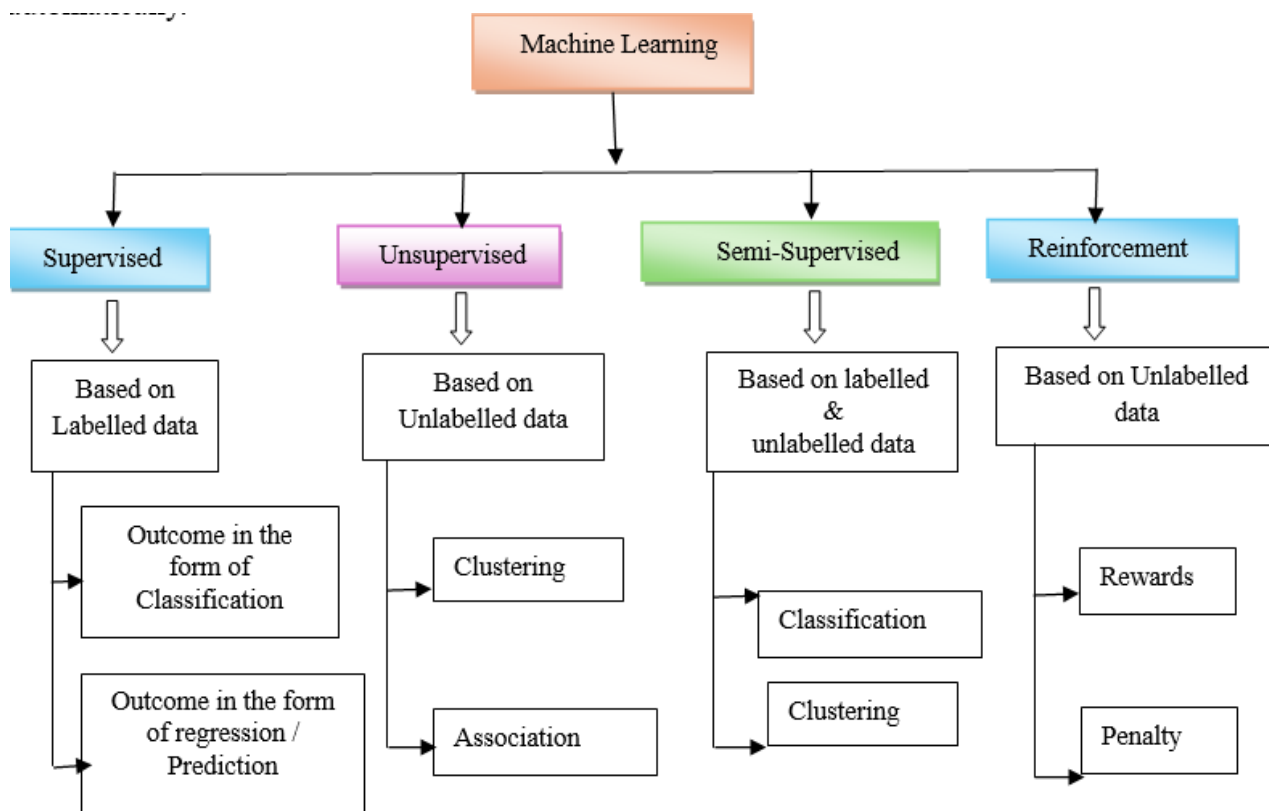 Machine Learning
Supervised
Unsupervised
Semi-Supervised
Reinforcement
Based on
Labelled data
Based on
Unlabelled data
Based on labelled
&
unlabelled data
Based on Unlabelled
data
Outcome in the
form of
Classification
Clustering
Classification
Rewards
Outcome in the form
of regression /
Prediction
Association
Clustering
Penalty